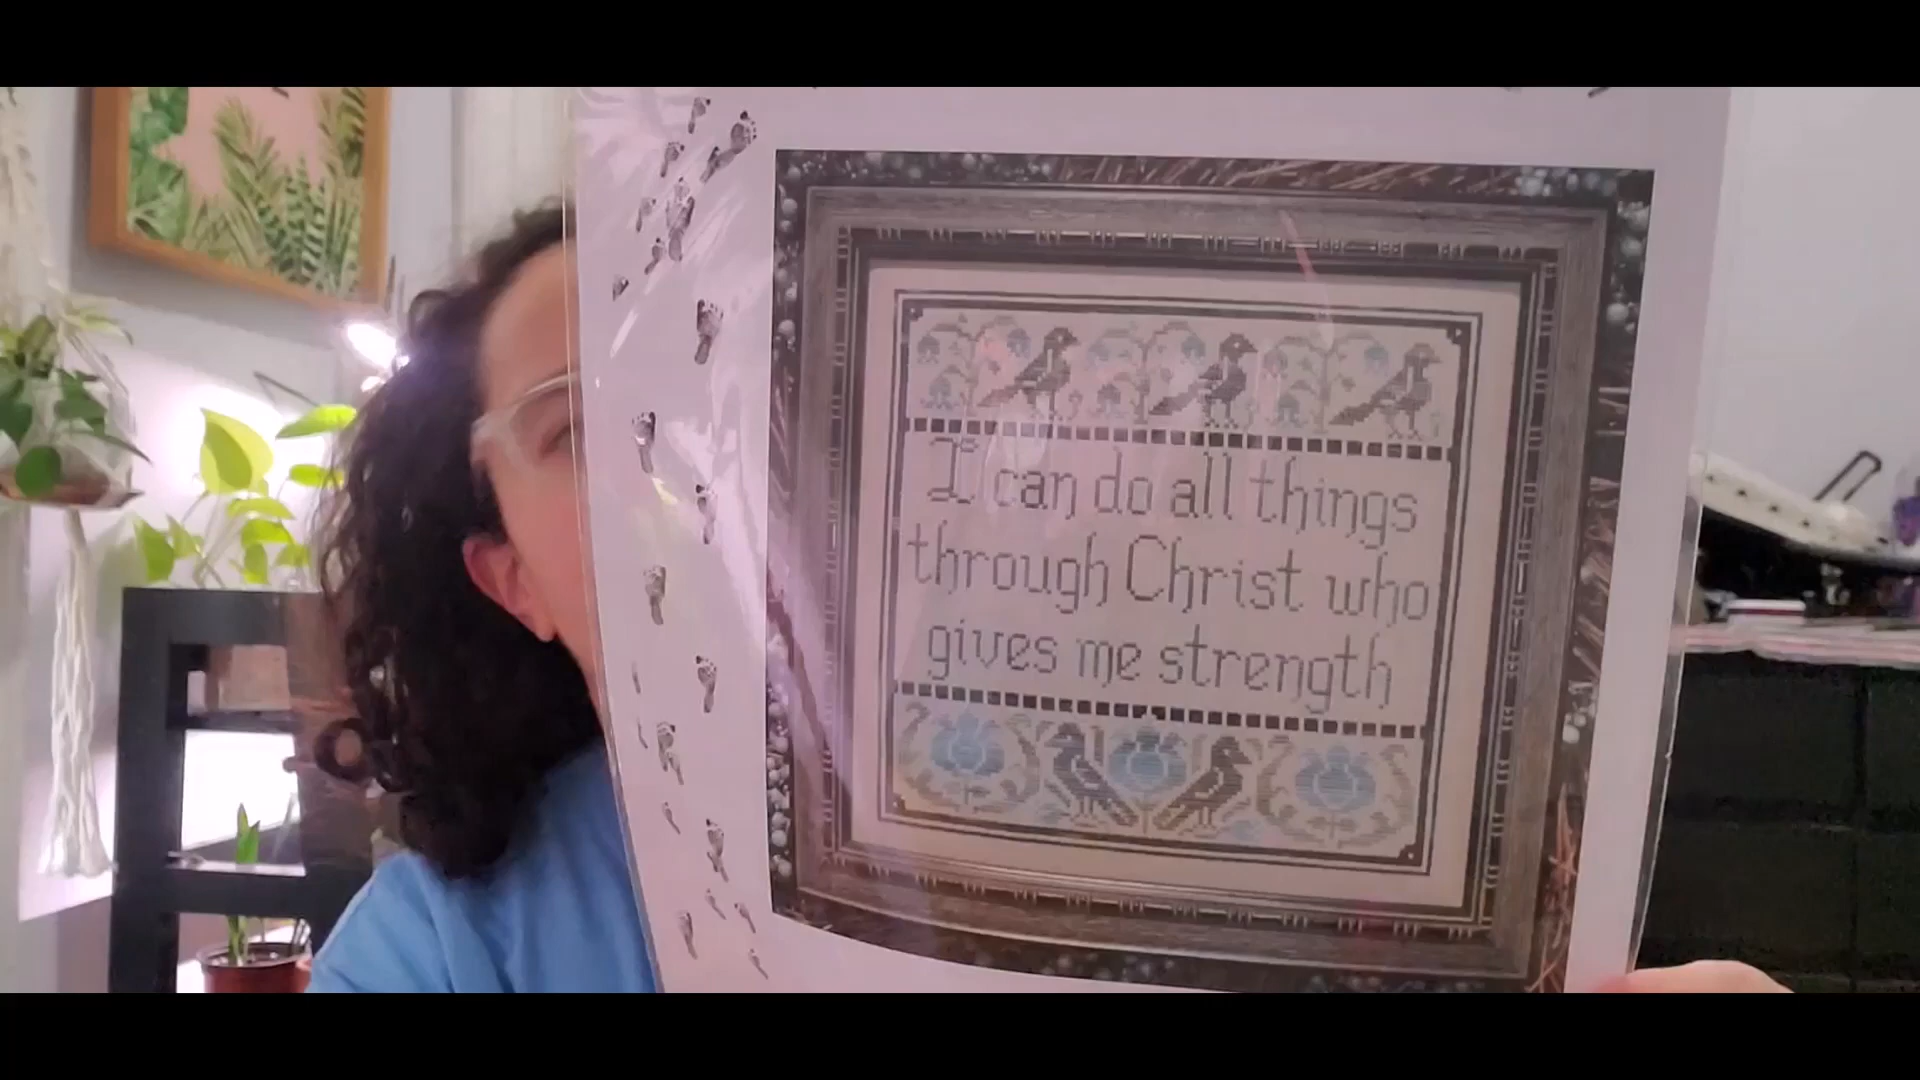 I can do all things
through Christ who
gives me strength